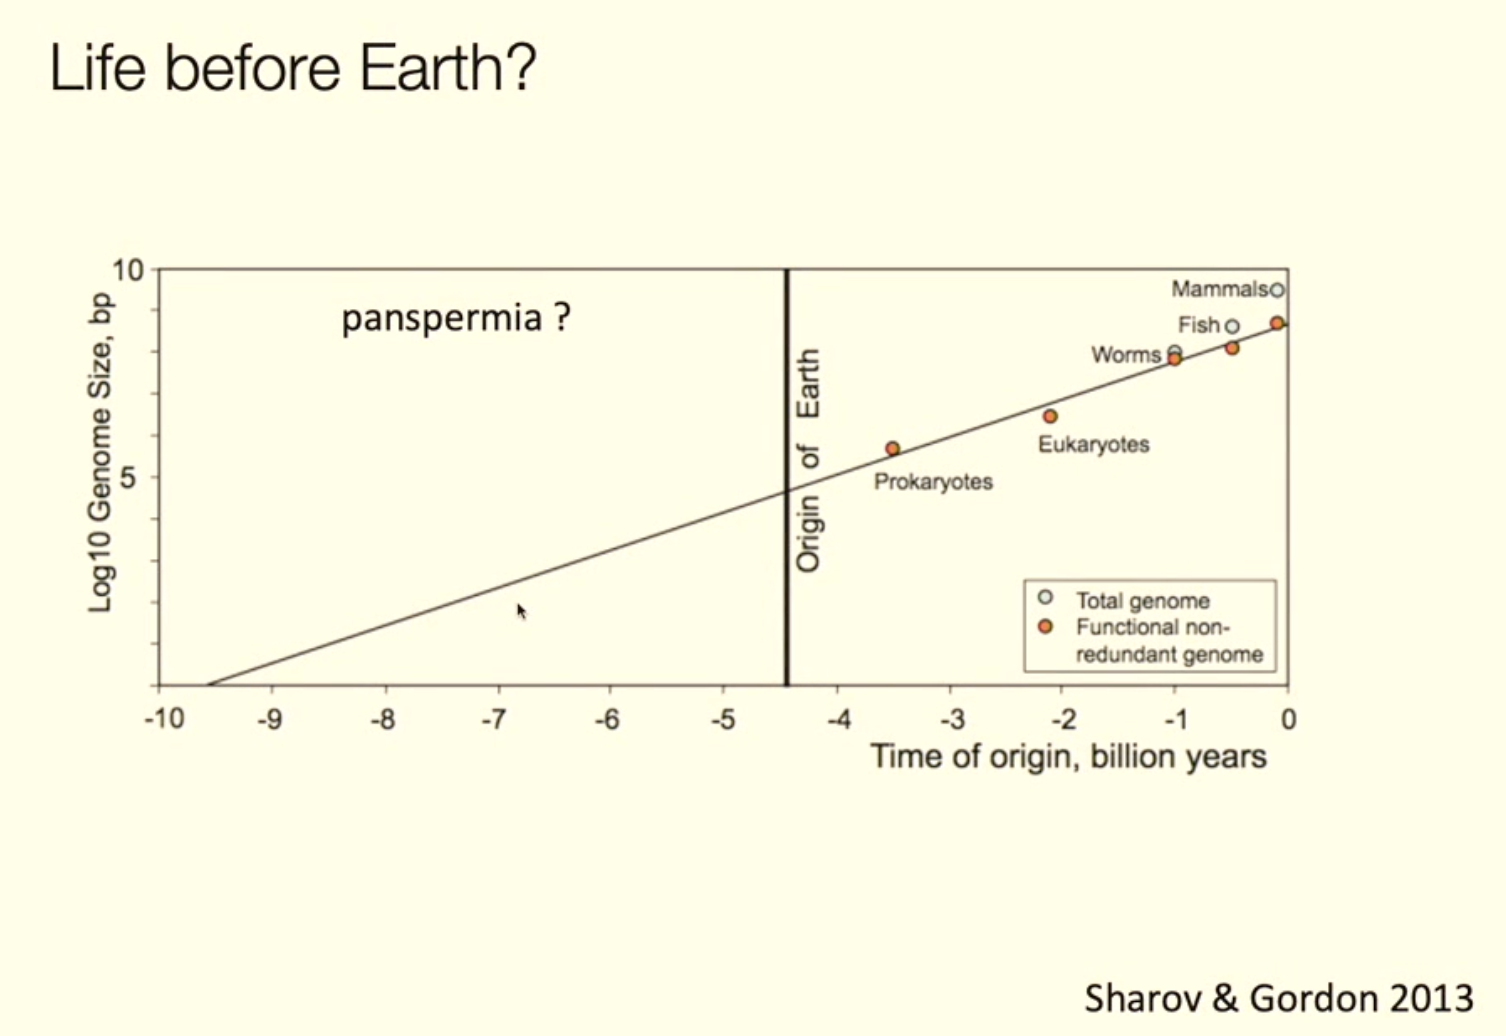 Life before Earth?
10
panspermia ?
Mammals
Fish
Worms
Log10 Genome Size, bp
Origin of Earth
Eukaryotes
5
Prokaryotes
Total genome
Functional non-
redundant genome
-10 -9 -8 -7 -6 -5 -4 -3 -2 -1 0
Time of origin, billion years
Sharov & Gordon 2013